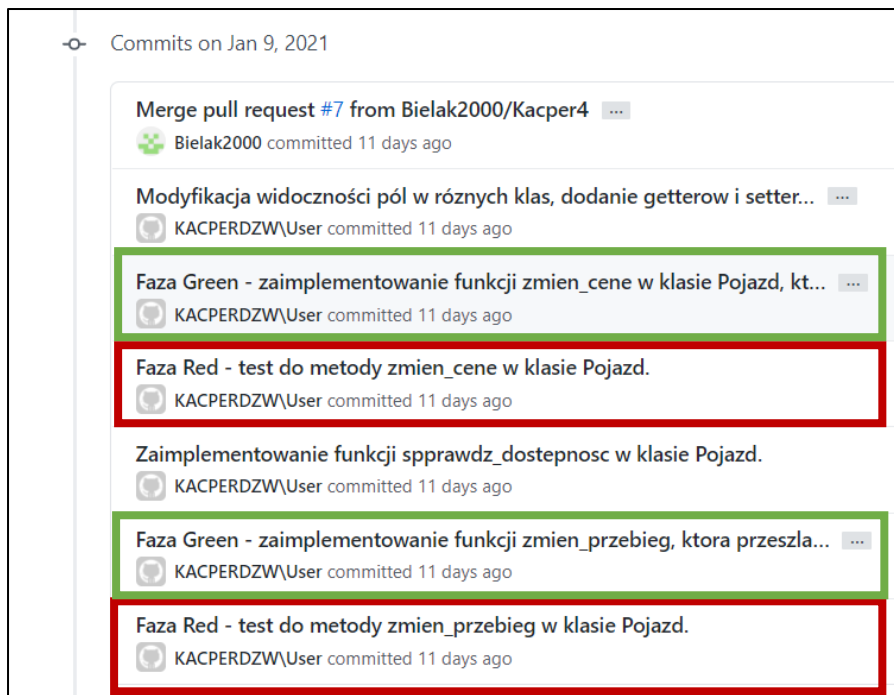 Commits on Jan 9, 2021
Merge pull request #7 from Bielak2000/Kacper4 ...
Bielak2000 committed 11 days ago
Modyfikacja widoczności pól w róznych klas, dodanie getterow i setter... ...
KACPERDZW\User committed 11 days ago
Faza Green - zaimplementowanie funkcji zmien_cene w klasie Pojazd, kt... ...
KACPERDZW\User committed 11 days ago
Faza Red - test do metody zmien_cene w klasie Pojazd.
KACPERDZW\User committed 11 days ago
Zaimplementowanie funkcji spprawdz_dostepnosc w klasie Pojazd.
KACPERDZW\User committed 11 days ago
Faza Green - zaimplementowanie funkcji zmien_przebieg, ktora przeszla... ...
KACPERDZW\User committed 11 days ago
Faza Red - test do metody zmien_przebieg w klasie Pojazd.
KACPERDZW\User committed 11 days ago